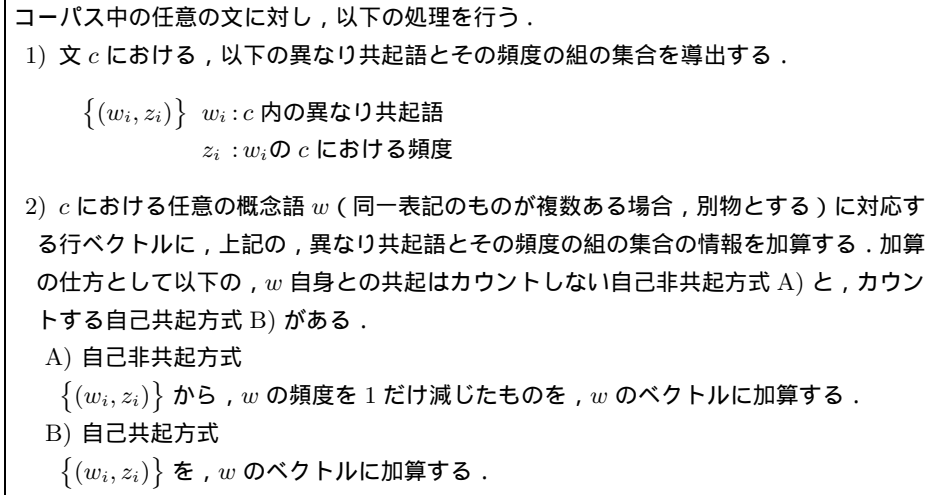 コーパス中の任意の文に対し，以下の処理を行う．
1) 文 c における，以下の異なり共起語とその頻度の組の集合を導出する．
{(w_i, z_i)} w_i : c 内の異なり共起語
z_i : w_iの c における頻度
2) c における任意の概念語 w（同一表記のものが複数ある場合，別物とする）に対応す
る行ベクトルに，上記の，異なり共起語とその頻度の組の集合の情報を加算する．加算
の仕方として以下の，w 自身との共起はカウントしない自己非共起方式 A) と，カウン
トする自己共起方式 B) がある．
A) 自己非共起方式
{(w_i, z_i)} から，w の頻度を 1 だけ減じたものを，w のベクトルに加算する．
B) 自己共起方式
{(w_i, z_i)} を，w のベクトルに加算する．